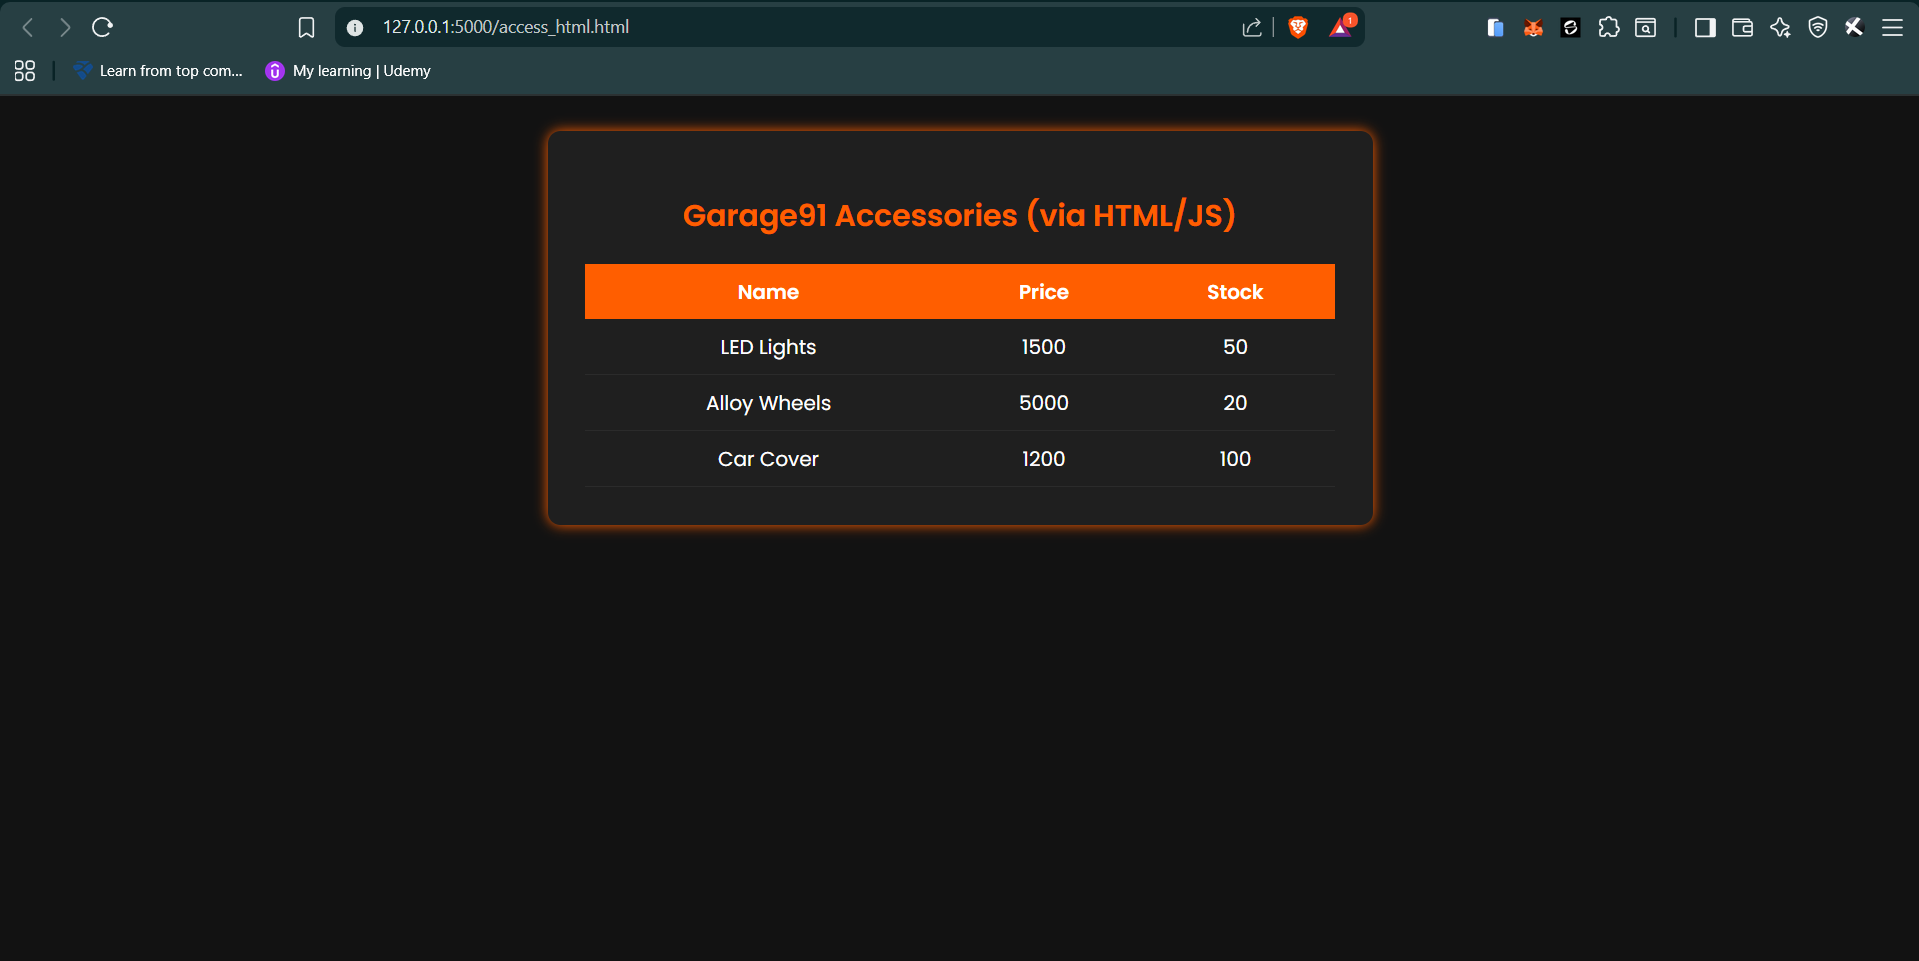 127.0.0.1:5000/access_html.html
1
Learn from top com...
My learning | Udemy
Garage91 Accessories (via HTML/JS)
Name Price Stock
LED Lights 1500 50
Alloy Wheels 5000 20
Car Cover 1200 100